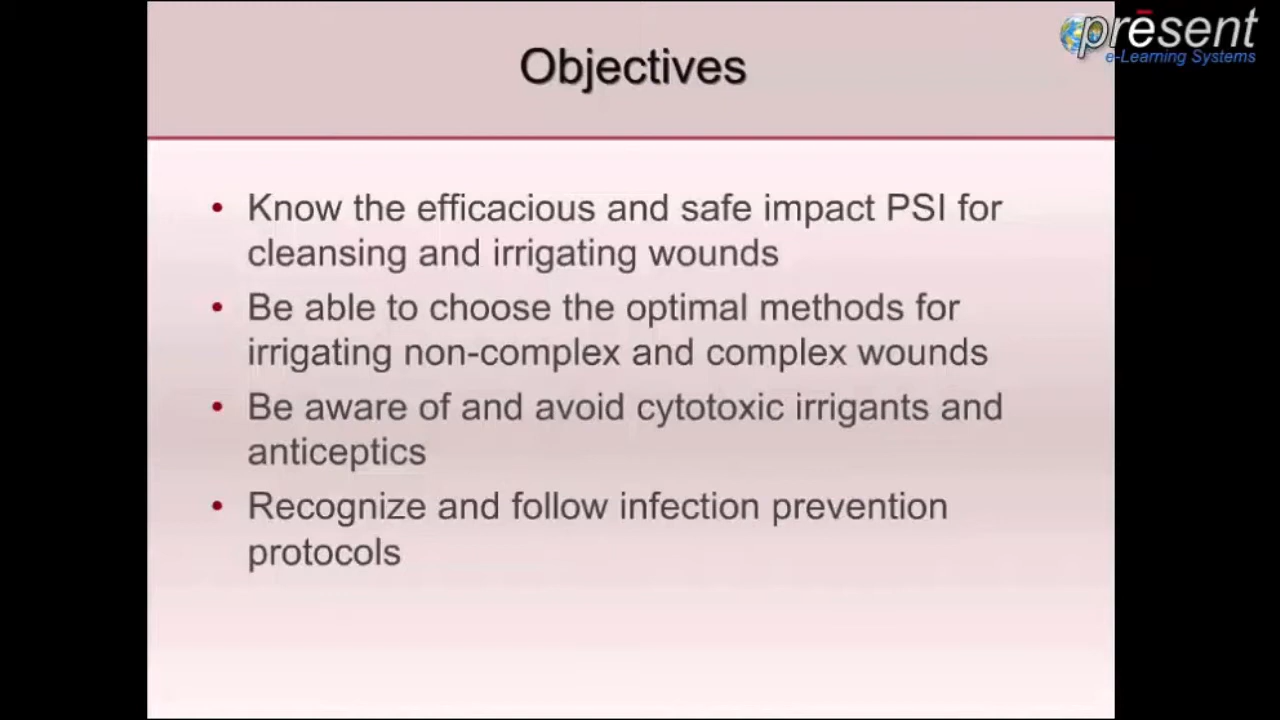 present
e-Learning Systems
Objectives
• Know the efficacious and safe impact PSI for
cleansing and irrigating wounds
• Be able to choose the optimal methods for
irrigating non-complex and complex wounds
• Be aware of and avoid cytotoxic irrigants and
anticeptics
• Recognize and follow infection prevention
protocols